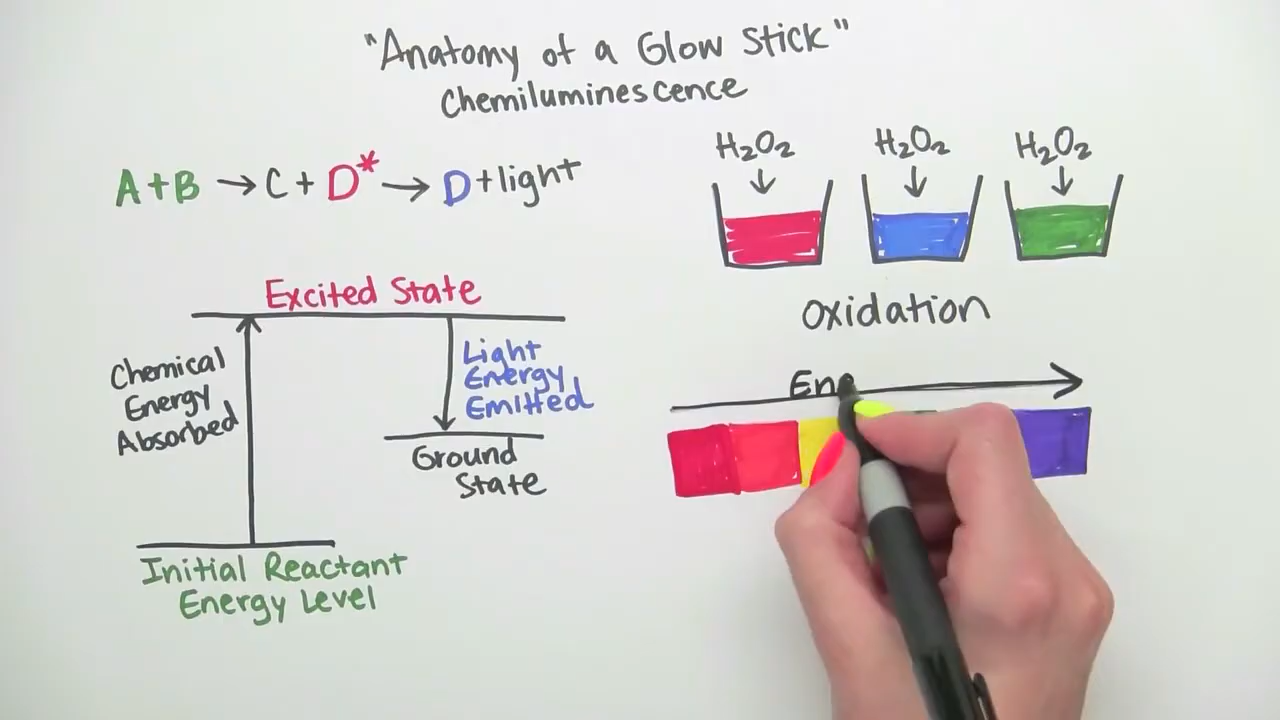 "Anatomy of a Glow Stick"
Chemiluminescence
A + B → C + D* → D + light
H₂O₂ H₂O₂ H₂O₂
Excited State
Oxidation
Chemical
Energy
Absorbed
Light
Energy
Emitted
Ene
Ground
State
Initial Reactant
Energy Level